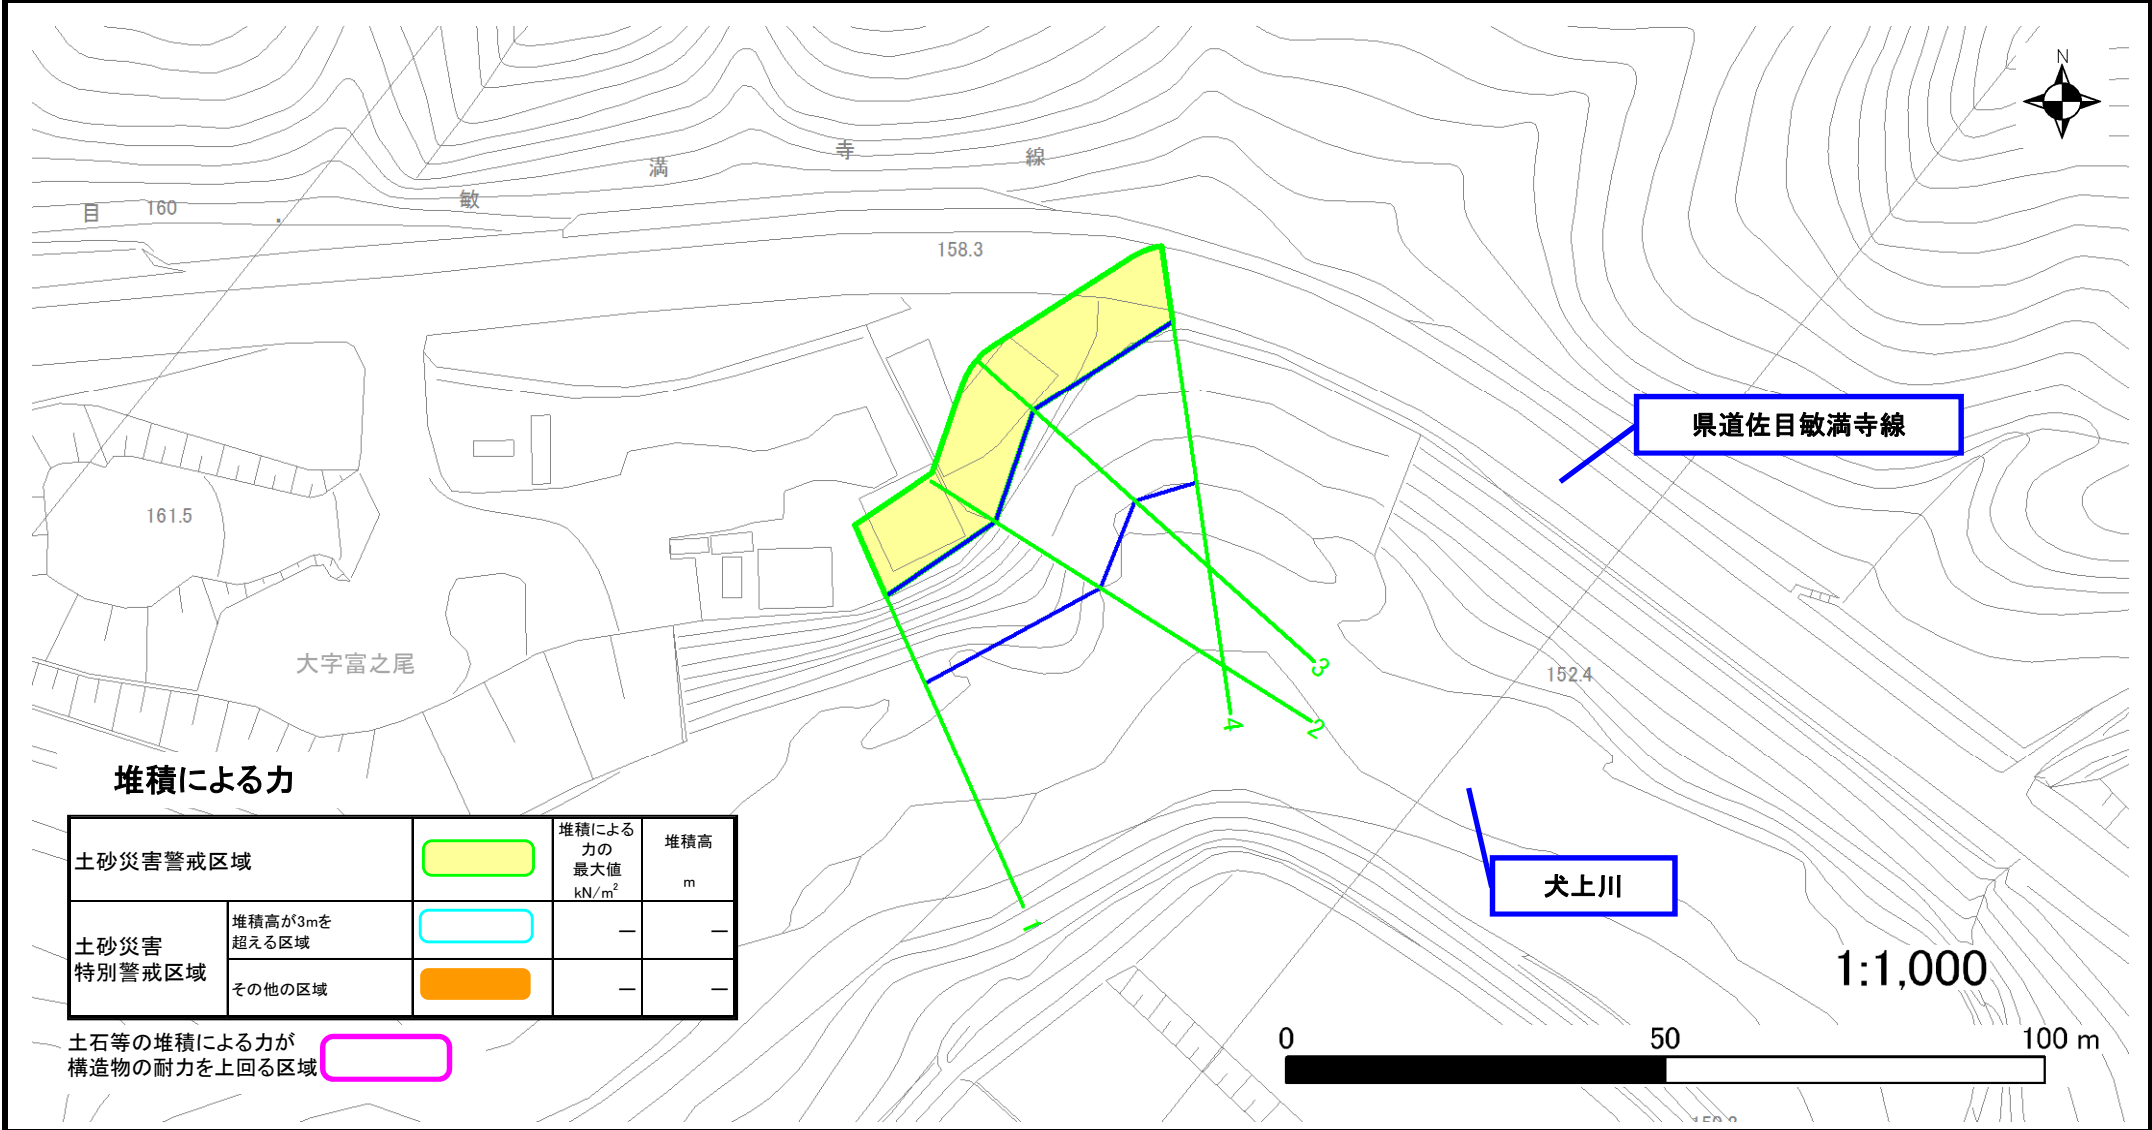 N
寺
線
満
敏
目
160
158.3
県道佐目敏満寺線
161.5
大字富之尾
152.4
3
2
4
1
犬上川
堆積による力
土砂災害警戒区域
堆積による
力の
最大値
kN/m²
堆積高
m
土砂災害
特別警戒区域
堆積高が3mを
超える区域
— —
その他の区域
— —
土石等の堆積による力が
構造物の耐力を上回る区域
1:1,000
0 50 100 m